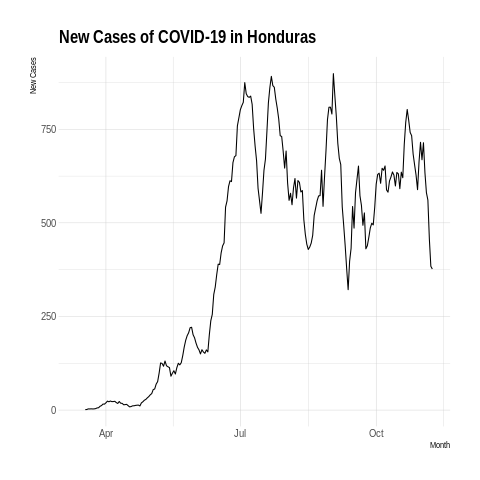 New Cases of COVID-19 in Honduras
New Cases
750
500
250
0
Apr Jul Oct
Month